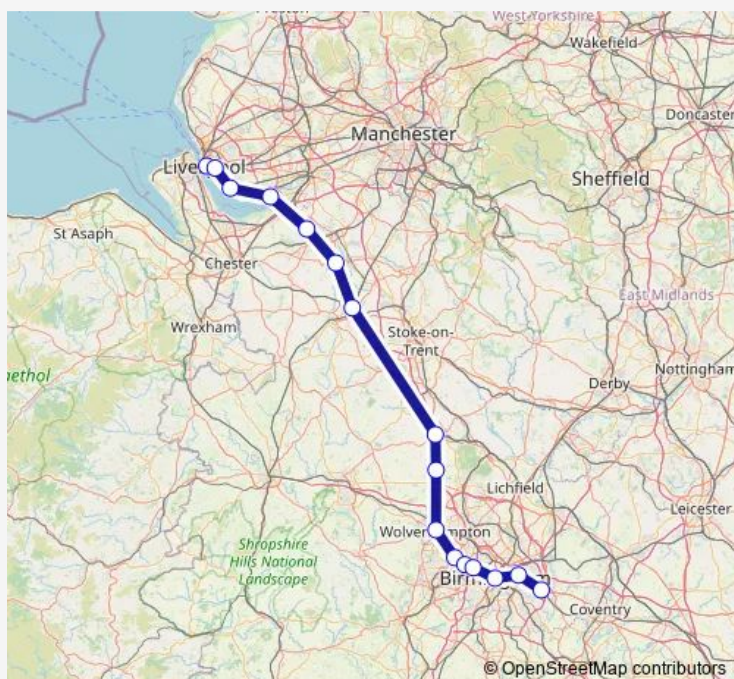 West Yorkshire
Wakefield
Doncaster
Manchester
Sheffield
St Asaph
Chester
East Midlands
Wrexham
Stoke-on-
Trent
Nottingham
Derby
Lichfield
Leicester
Shropshire
Hills National
Landscape
Coventry
© OpenStreetMap contributors